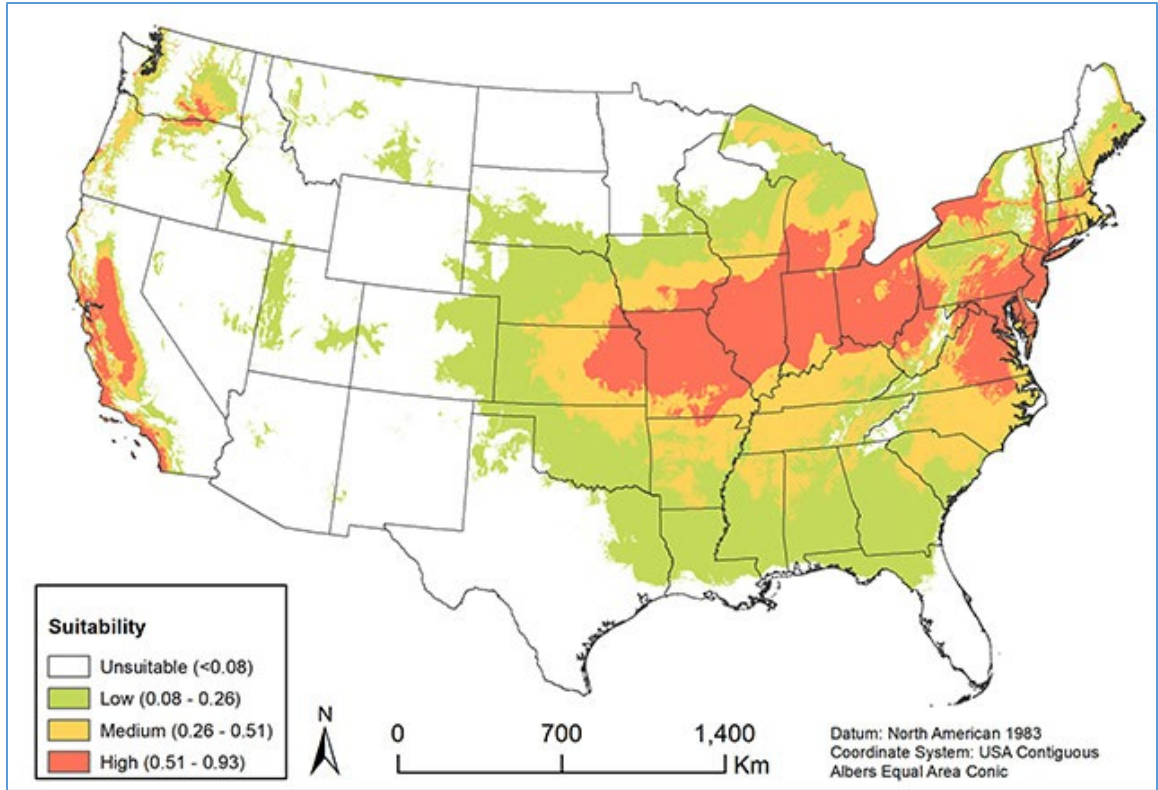 Suitability
Unsuitable (<0.08)
Low (0.08 - 0.26)
Medium (0.26 - 0.51)
High (0.51 - 0.93)
N
0 700 1,400
Km
Datum: North American 1983
Coordinate System: USA Contiguous
Albers Equal Area Conic